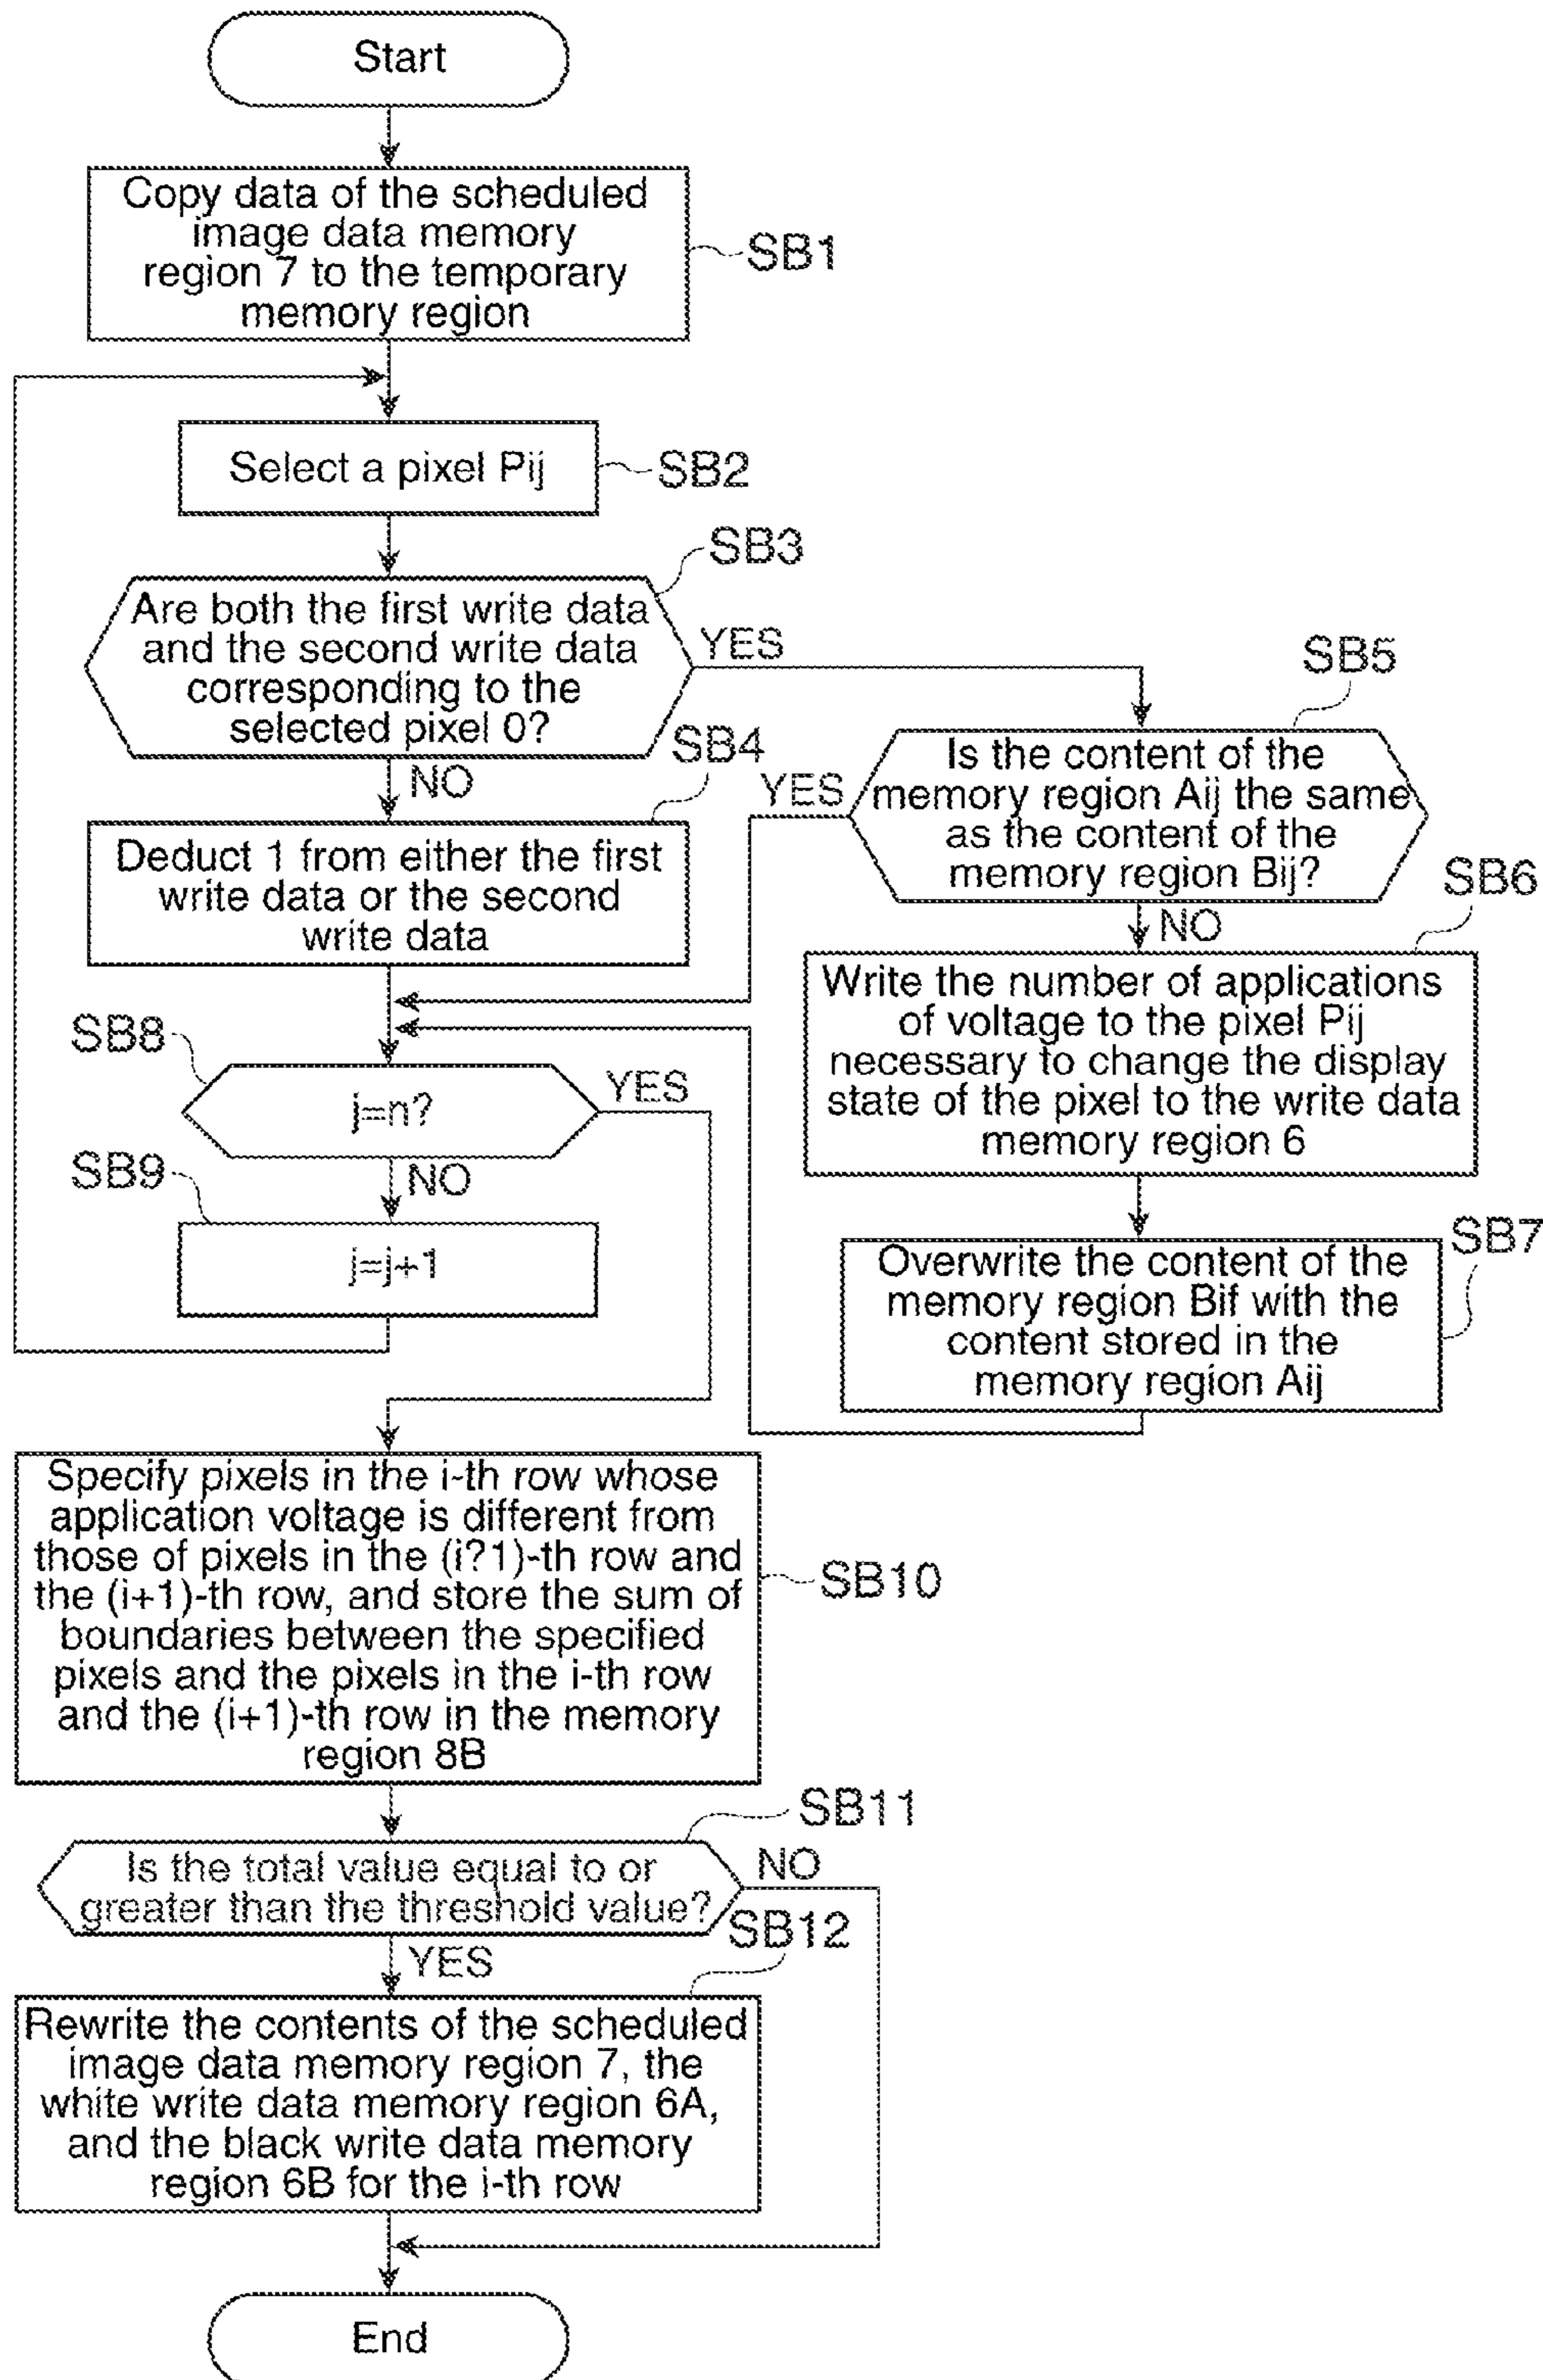 Start
Copy data of the scheduled
image data memory
region 7 to the temporary
memory region
SB1
Select a pixel Pij
SB2
SB3
Are both the first write data
and the second write data
corresponding to the
selected pixel 0?
YES
NO
SB4
Deduct 1 from either the first
write data or the second
write data
SB5
Is the content of the
memory region Aij the same
as the content of the
memory region Bij?
YES
NO
SB6
Write the number of applications
of voltage to the pixel Pij
necessary to change the display
state of the pixel to the write data
memory region 6
SB7
Overwrite the content of the
memory region Bif with the
content stored in the
memory region Aij
SB8
j=n?
YES
NO
SB9
j=j+1
Specify pixels in the i-th row whose
application voltage is different from
those of pixels in the (i?1)-th row and
the (i+1)-th row, and store the sum of
boundaries between the specified
pixels and the pixels in the i-th row
and the (i+1)-th row in the memory
region 8B
SB10
SB11
Is the total value equal to or
greater than the threshold value?
NO
YES
SB12
Rewrite the contents of the scheduled
image data memory region 7, the
white write data memory region 6A,
and the black write data memory
region 6B for the i-th row
End